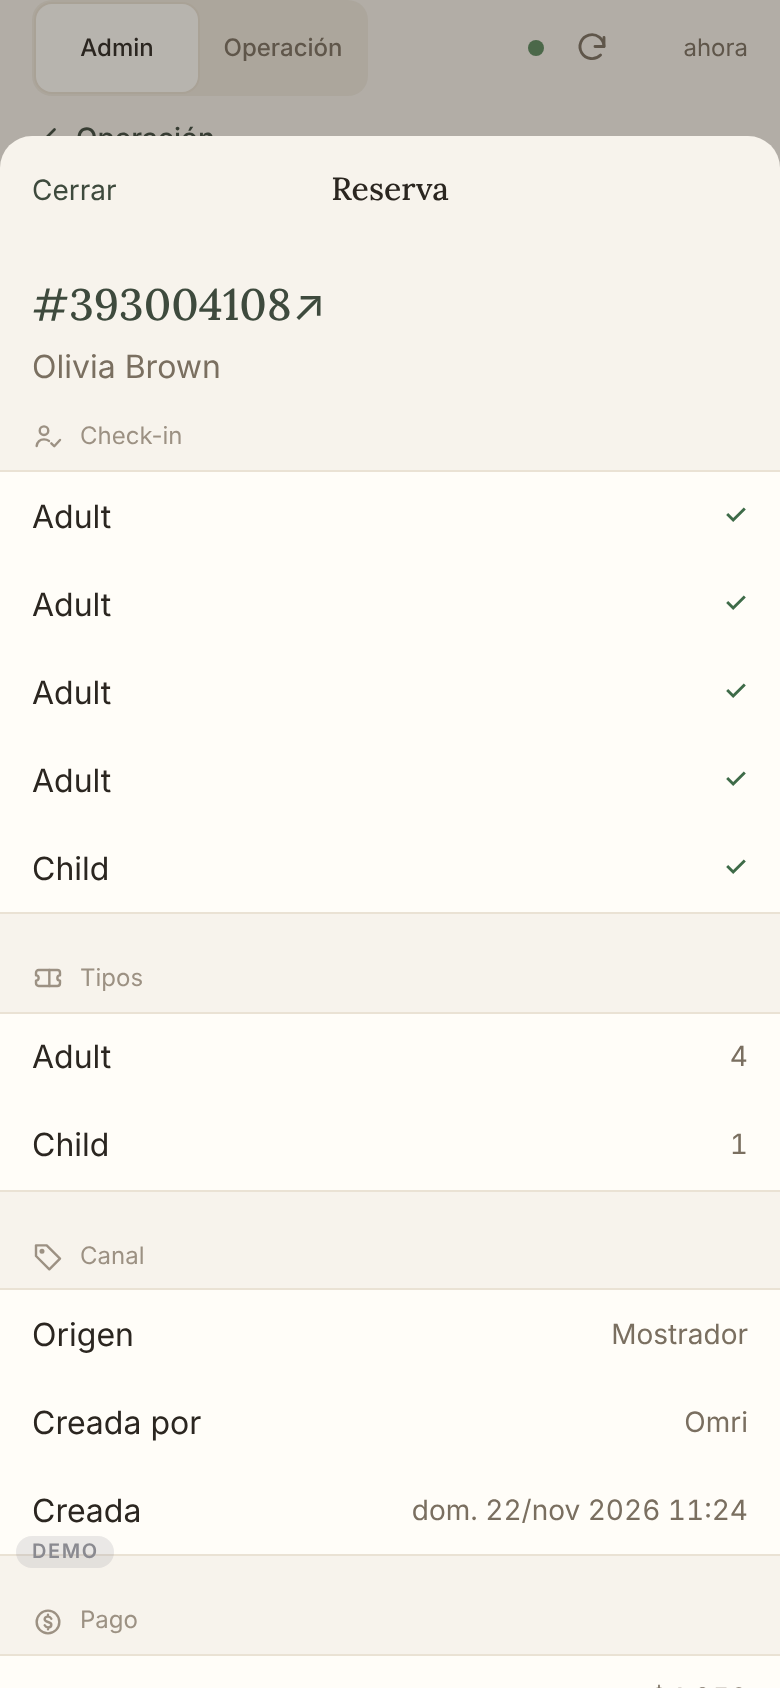 Admin
Operación
ahora
Operación
Cerrar
Reserva
#393004108↗
Olivia Brown
Check-in
Adult
Adult
Adult
Adult
Child
Tipos
Adult 4
Child 1
Canal
Origen Mostrador
Creada por Omri
Creada dom. 22/nov 2026 11:24
DEMO
Pago